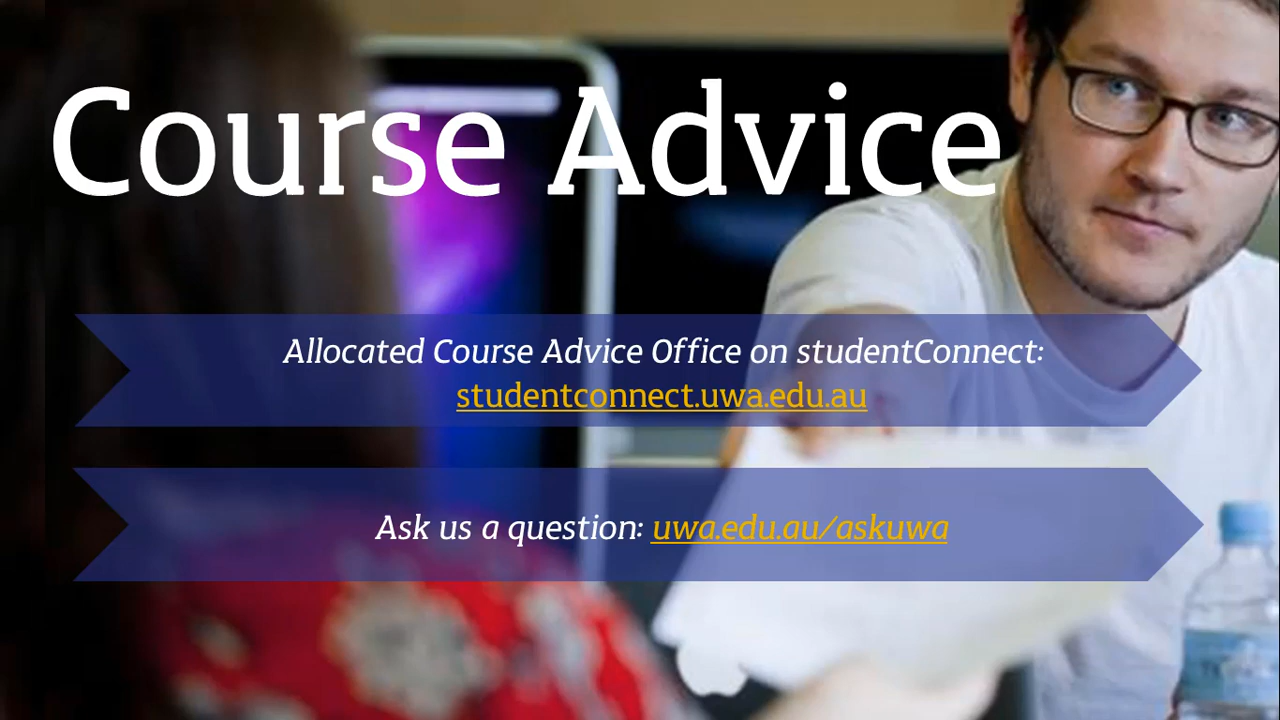 Course Advice
Allocated Course Advice Office on studentConnect:
studentconnect.uwa.edu.au
Ask us a question: uwa.edu.au/askuwa